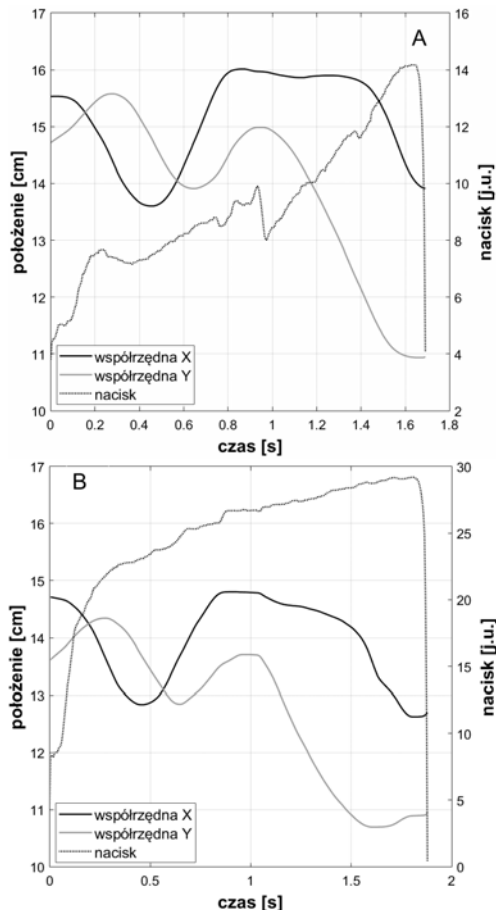 A
17
16
15
14
13
12
11
10
położenie [cm]
16
14
12
10
8
6
4
2
nacisk [j.u.]
współrzędna X
współrzędna Y
nacisk
0 0.2 0.4 0.6 0.8 1 1.2 1.4 1.6 1.8
czas [s]
B
17
16
15
14
13
12
11
10
położenie [cm]
30
25
20
15
10
5
0
nacisk [j.u.]
współrzędna X
współrzędna Y
nacisk
0 0.5 1 1.5 2
czas [s]